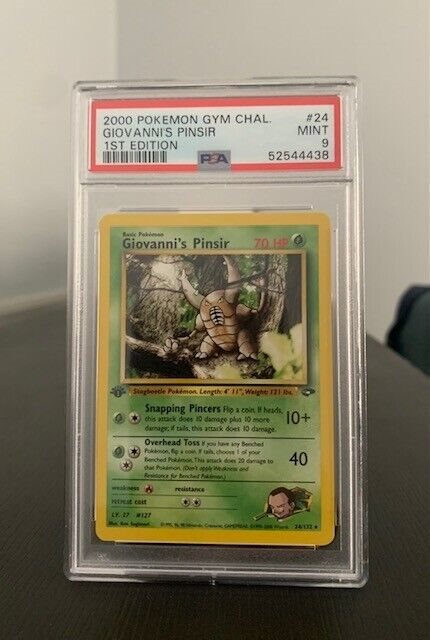 2000 POKEMON GYM CHAL. #24
GIOVANNI'S PINSIR MINT
1ST EDITION 9
PSA 52544438
Basic Pokémon
Giovanni's Pinsir 70 HP
Stagbeetle Pokémon. Length: 4' 11", Weight: 121 lbs.
Snapping Pincers Flip a coin. If heads,
this attack does 10 damage plus 10 more
damage; if tails, this attack does 10 damage.
10+
Overhead Toss If you have any Benched
Pokémon, flip a coin. If tails, choose 1 of your
Benched Pokémon. This attack does 20 damage to
that Pokémon. (Don't apply Weakness and
Resistance for Benched Pokémon.)
40
weakness resistance
retreat cost
LV. 27 #127
Illus. Ken Sugimori 24/132